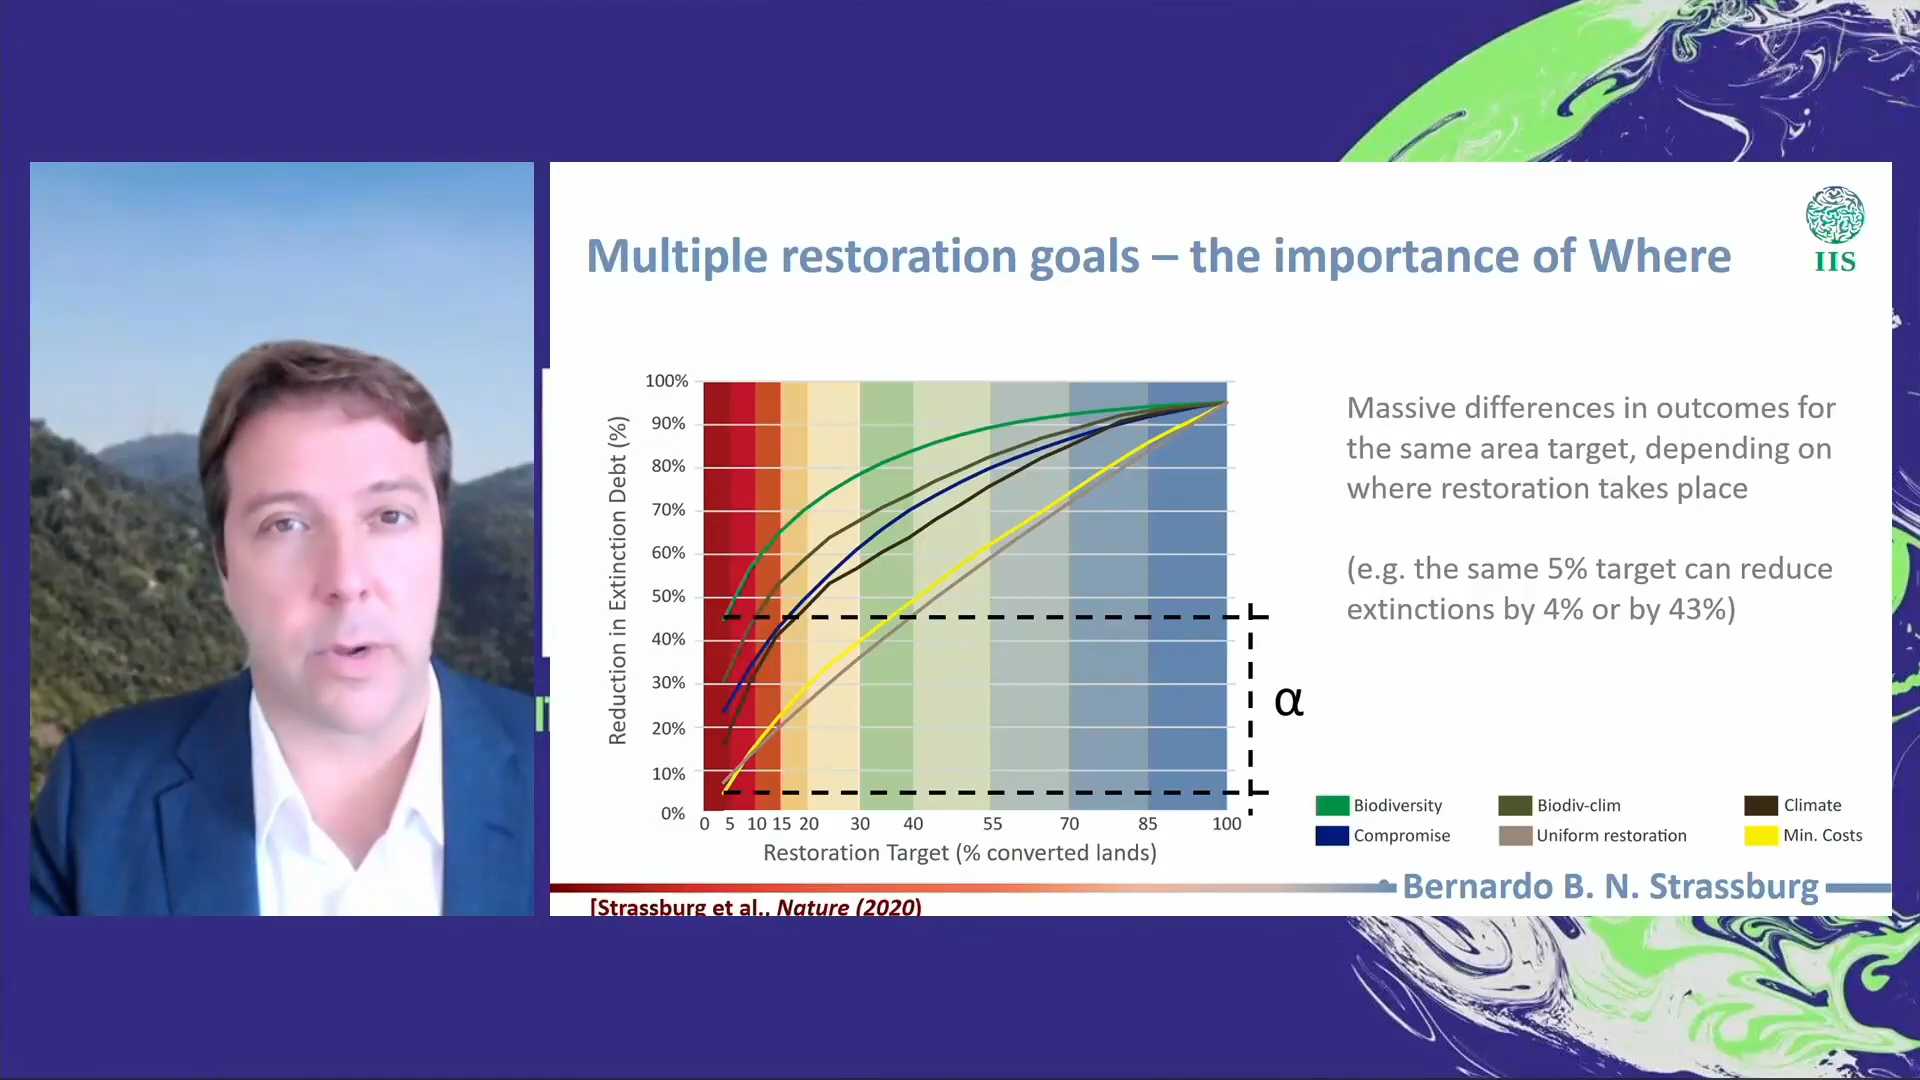 Multiple restoration goals – the importance of Where
IIS
Reduction in Extinction Debt (%)
100%
90%
80%
70%
60%
50%
40%
30%
20%
10%
0%
0 5 10 15 20 30 40 55 70 85 100
Restoration Target (% converted lands)
α
Massive differences in outcomes for
the same area target, depending on
where restoration takes place
(e.g. the same 5% target can reduce
extinctions by 4% or by 43%)
Biodiversity Biodiv-clim Climate
Compromise Uniform restoration Min. Costs
Bernardo B. N. Strassburg
[Strassburg et al., Nature (2020)